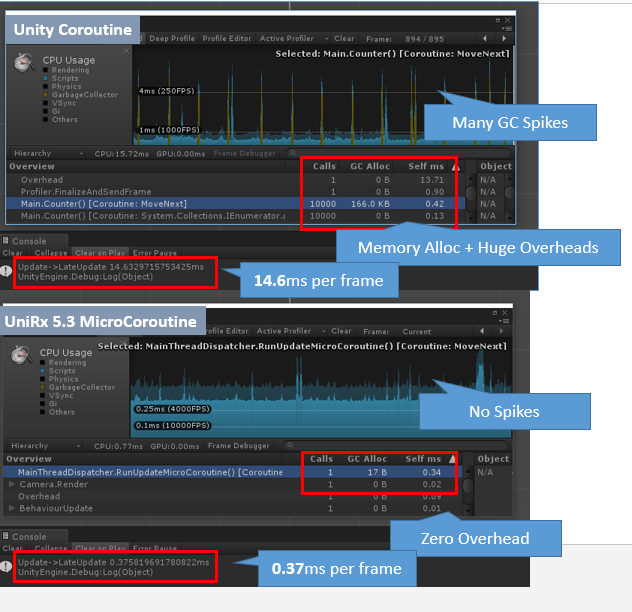 Unity Coroutine
Deep Profile Profile Editor Active Profiler Clear Frame: 894 / 895
Selected: Main.Counter() [Coroutine: MoveNext]
CPU Usage
Rendering
Scripts
Physics
GarbageCollector
VSync
Gi
Others
4ms (250FPS)
1ms (1000FPS)
Many GC Spikes
Hierarchy CPU:15.72ms GPU:0.00ms Frame Debugger
Overview Calls GC Alloc Self ms Object
Overhead 1 0 B 13.71 N/A
Profiler.FinalizeAndSendFrame 1 0 B 0.90 N/A
Main.Counter() [Coroutine: MoveNext] 10000 166.0 KB 0.42 N/A
Main.Counter() [Coroutine: System.Collections.IEnumerator. 10000 0 B 0.13 N/A
Memory Alloc + Huge Overheads
Console
Clear Collapse Clear on Play Error Pause
Update->LateUpdate 14.6329715753425ms
UnityEngine.Debug:Log(Object)
14.6ms per frame
UniRx 5.3 MicroCoroutine
rofile Editor Active Profiler Clear Frame: Current
Selected: MainThreadDispatcher.RunUpdateMicroCoroutine() [Coroutine: MoveNext]
CPU Usage
Rendering
Scripts
Physics
GarbageCollector
VSync
Gi
Others
0.25ms (4000FPS)
0.1ms (10000FPS)
No Spikes
Hierarchy CPU:0.77ms GPU:0.00ms Frame Debugger
Overview Calls GC Alloc Self ms Object
MainThreadDispatcher.RunUpdateMicroCoroutine() [Coroutine 1 17 B 0.34 N/A
Camera.Render 1 0 B 0.02
Overhead 1 0 B 0.09
BehaviourUpdate 1 0 B 0.01
Zero Overhead
Console
Clear Collapse Clear on Play Error Pause
Update->LateUpdate 0.375819691780822ms
UnityEngine.Debug:Log(Object)
0.37ms per frame